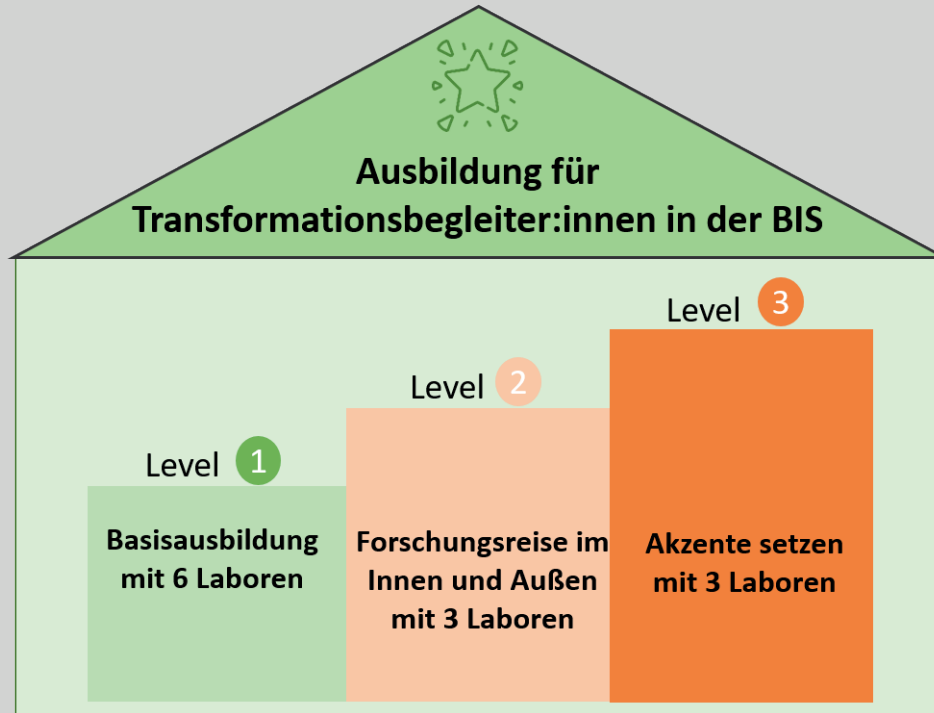 Ausbildung für
Transformationsbegleiter:innen in der BIS
Level 1
Basisausbildung
mit 6 Laboren
Level 2
Forschungsreise im
Innen und Außen
mit 3 Laboren
Level 3
Akzente setzen
mit 3 Laboren